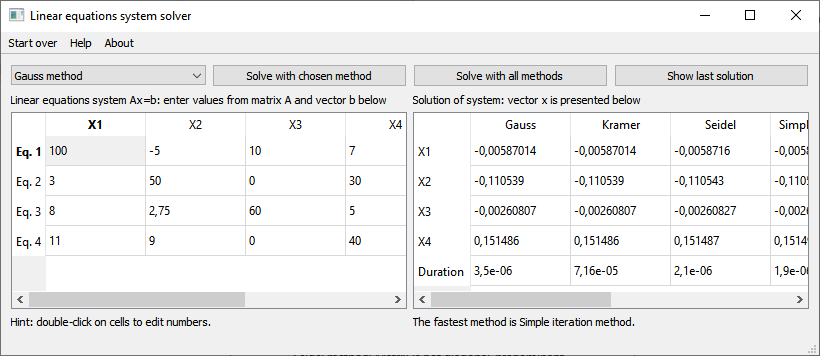 Linear equations system solver
Start over Help About
Gauss method Solve with chosen method Solve with all methods Show last solution
Linear equations system Ax=b: enter values from matrix A and vector b below Solution of system: vector x is presented below
X1 X2 X3 X4 Gauss Kramer Seidel Simpl
Eq. 1 100 -5 10 7 X1 -0,00587014 -0,00587014 -0,0058716 -0,0058
Eq. 2 3 50 0 30 X2 -0,110539 -0,110539 -0,110543 -0,1105
Eq. 3 8 2,75 60 5 X3 -0,00260807 -0,00260807 -0,00260827 -0,0026
Eq. 4 11 9 0 40 X4 0,151486 0,151486 0,151487 0,1514
Duration 3,5e-06 7,16e-05 2,1e-06 1,9e-0
Hint: double-click on cells to edit numbers. The fastest method is Simple iteration method.